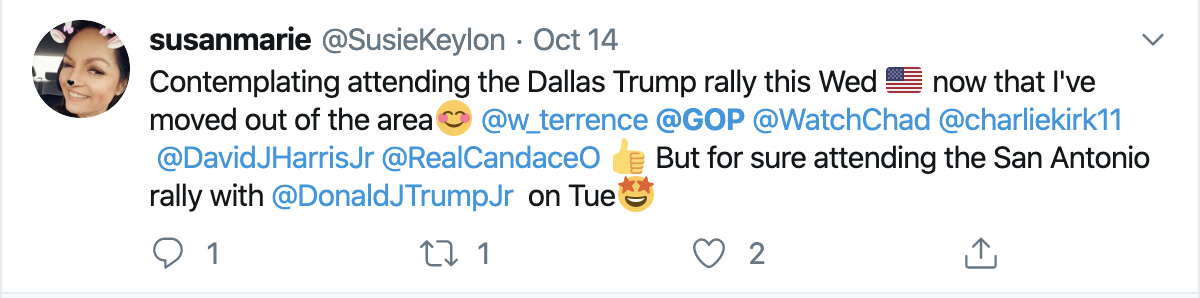 susanmarie @SusieKeylon · Oct 14
Contemplating attending the Dallas Trump rally this Wed 🇺🇸 now that I've
moved out of the area😊 @w_terrence @GOP @WatchChad @charliekirk11
@DavidJHarrisJr @RealCandaceO 👍 But for sure attending the San Antonio
rally with @DonaldJTrumpJr on Tue🤩
1 1 2